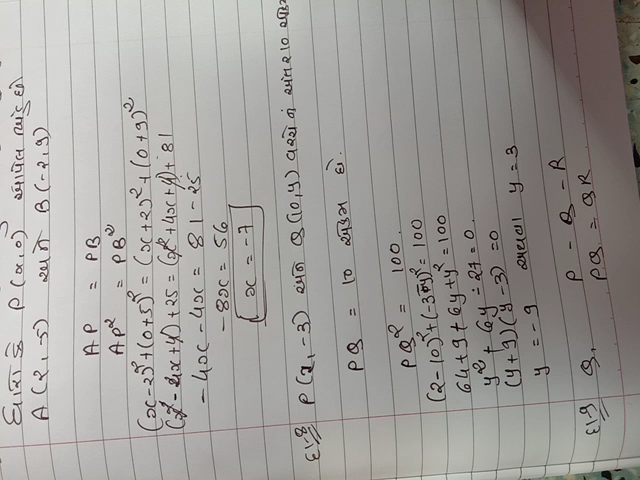 ધારો કે P(x,0) આપેલ બિંદુ છે
A(2,-5) અને B(-2,9)
AP = PB
AP² = PB²
(x-2)²+(0+5)² = (x+2)²+(0+9)²
(x²-4x+4)+25 = (x²+4x+4)+81
-4x-4x = 81-25
-8x = 56
x = -7
દા-8 P(2,-3) અને Q(10,y) વચ્ચેનું અંતર 10 એકમ
PQ = 10 એકમ છે.
PQ² = 100.
(2-10)²+(-3-y)² = 100
64+9+6y+y² = 100
y²+6y-27=0.
(y+9)(y-3)=0
y = -9 અથવા y = 3
દા-9 Q, P-Q-R
PQ = QR